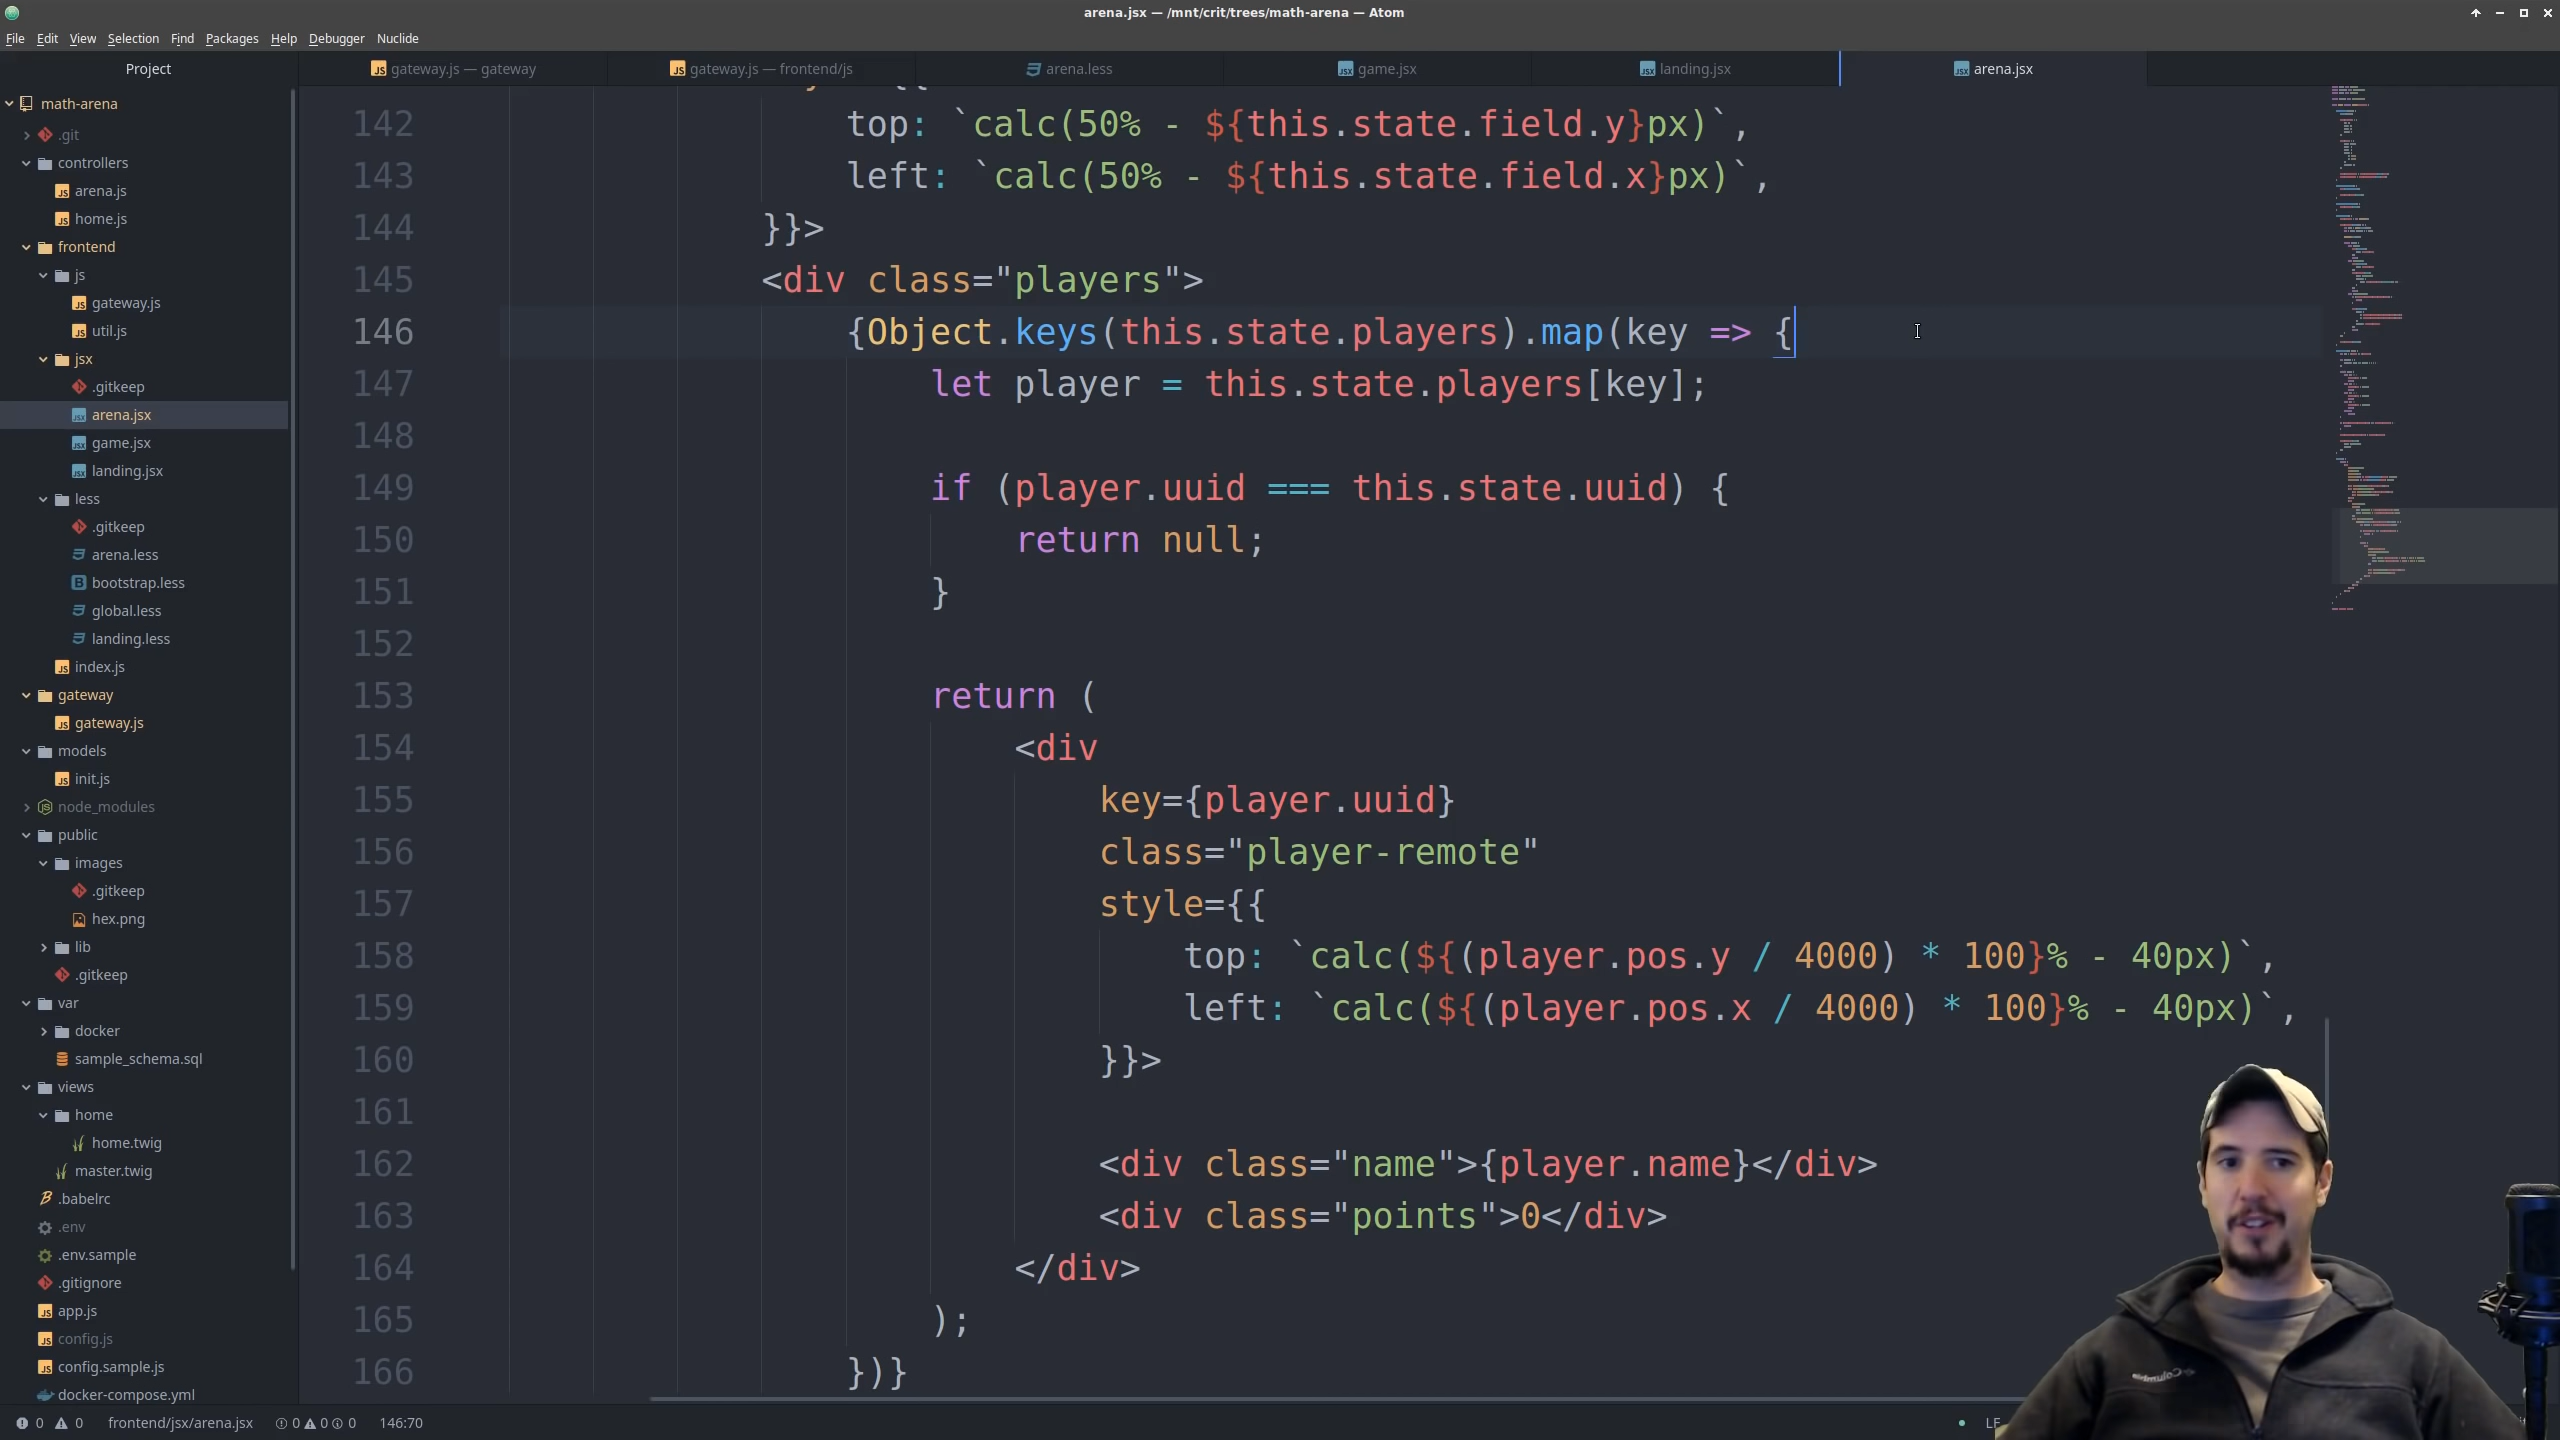 arena.jsx — /mnt/crit/trees/math-arena — Atom
File Edit View Selection Find Packages Help Debugger Nuclide
Project
gateway.js — gateway
gateway.js — frontend/js
arena.less
game.jsx
landing.jsx
arena.jsx
math-arena
.git
controllers
arena.js
home.js
frontend
js
gateway.js
util.js
jsx
.gitkeep
arena.jsx
game.jsx
landing.jsx
less
.gitkeep
arena.less
bootstrap.less
global.less
landing.less
index.js
gateway
gateway.js
models
init.js
node_modules
public
images
.gitkeep
hex.png
lib
.gitkeep
var
docker
sample_schema.sql
views
home
home.twig
master.twig
.babelrc
.env
.env.sample
.gitignore
app.js
config.js
config.sample.js
docker-compose.yml
142 top: `calc(50% - ${this.state.field.y}px)`,
143 left: `calc(50% - ${this.state.field.x}px)`,
144 }}>
145 <div class="players">
146 {Object.keys(this.state.players).map(key => {
147 let player = this.state.players[key];
148
149 if (player.uuid === this.state.uuid) {
150 return null;
151 }
152
153 return (
154 <div
155 key={player.uuid}
156 class="player-remote"
157 style={{
158 top: `calc(${(player.pos.y / 4000) * 100}% - 40px)`,
159 left: `calc(${(player.pos.x / 4000) * 100}% - 40px)`,
160 }}>
161
162 <div class="name">{player.name}</div>
163 <div class="points">0</div>
164 </div>
165 );
166 })}
0 0 frontend/jsx/arena.jsx 0 0 0 146:70
LF
Columbia